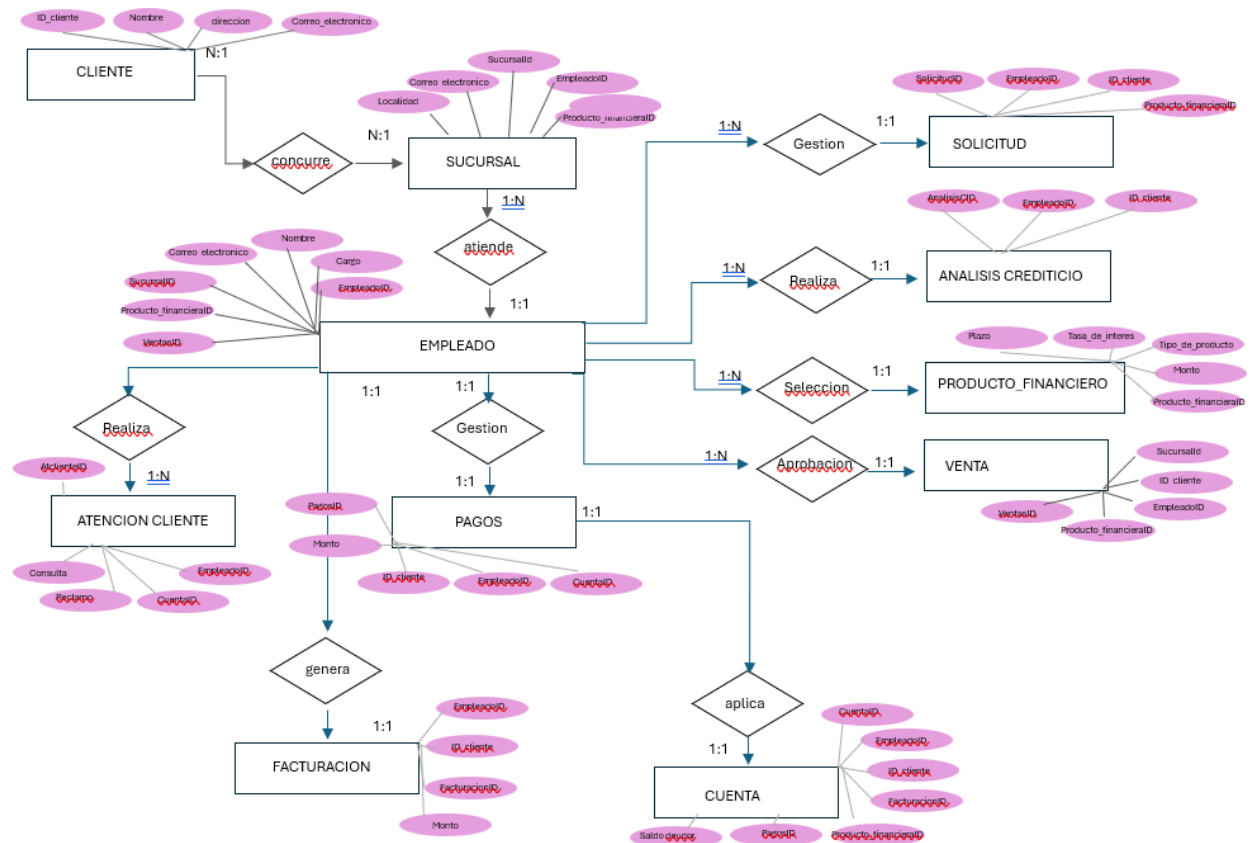 ID_cliente
Nombre
direccion
Correo_electronico
N:1
CLIENTE
SucursalId
Correo electronico
EmpleadoID
Localidad
Producto_financieraID
N:1
concurre
SUCURSAL
1:N
atiende
1:1
SolicitudID
EmpleadoID
ID_cliente
Producto_financieraID
1:N
1:1
Gestion
SOLICITUD
AnalisisCID
EmpleadoID
ID_cliente
1:N
1:1
Realiza
ANALISIS CREDITICIO
Nombre
Correo electronico
Cargo
SucursalID
EmpleadoID
Producto_financieraID
VentasID
EMPLEADO
Plazo
Tasa_de_interes
Tipo_de_producto
Monto
Producto_financieraID
1:N
1:1
Seleccion
PRODUCTO_FINANCIERO
1:N
1:1
Aprobacion
VENTA
SucursalId
ID_cliente
EmpleadoID
VentasID
Producto_financieraID
1:1
1:1
Realiza
Gestion
1:N
1:1
AtclienteID
ATENCION CLIENTE
Consulta
Reclamo
CuentaID
EmpleadoID
PagosID
Monto
PAGOS
1:1
ID_cliente
EmpleadoID
CuentaID
genera
1:1
FACTURACION
EmpleadoID
ID_cliente
FacturacionID
Monto
aplica
1:1
CUENTA
CuentaID
EmpleadoID
ID_cliente
FacturacionID
Producto_financieraID
Saldo deudor
PagosID